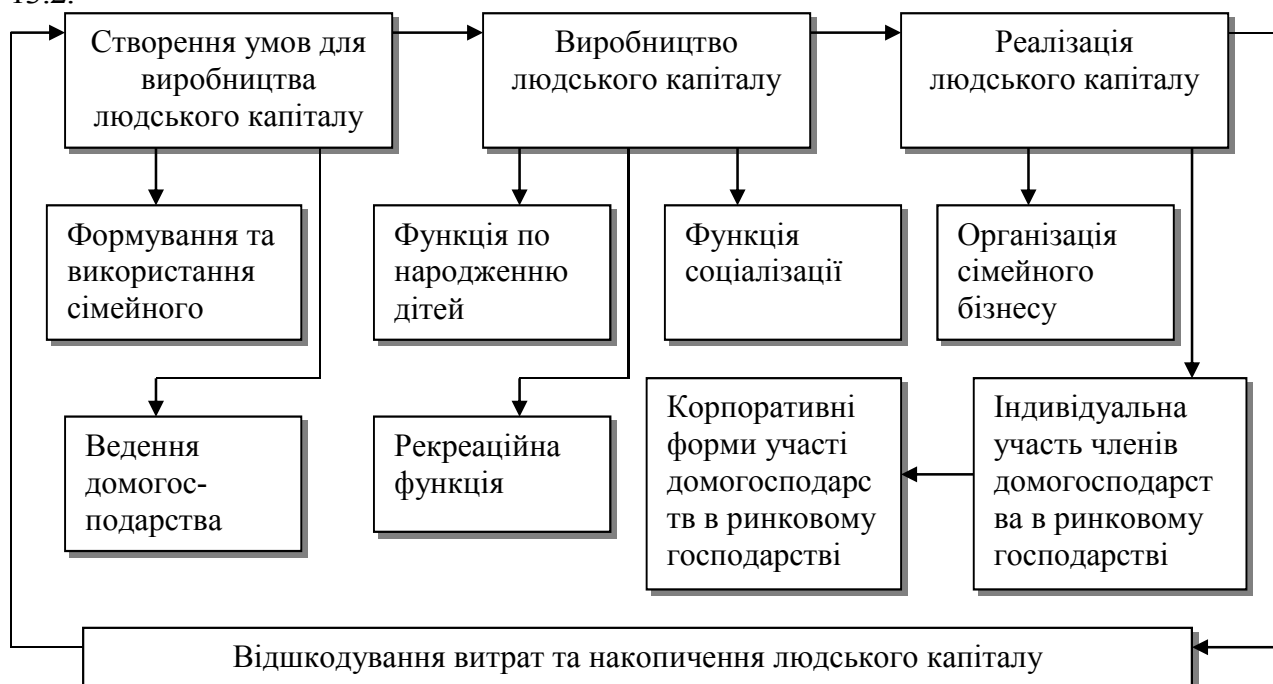 Створення умов для
виробництва
людського капіталу
Виробництво
людського капіталу
Реалізація
людського капіталу
Формування та
використання
сімейного
Функція по
народженню
дітей
Функція
соціалізації
Організація
сімейного
бізнесу
Ведення
домогос-
подарства
Рекреаційна
функція
Корпоративні
форми участі
домогосподарс
тв в ринковому
господарстві
Індивідуальна
участь членів
домогосподарст
ва в ринковому
господарстві
Відшкодування витрат та накопичення людського капіталу